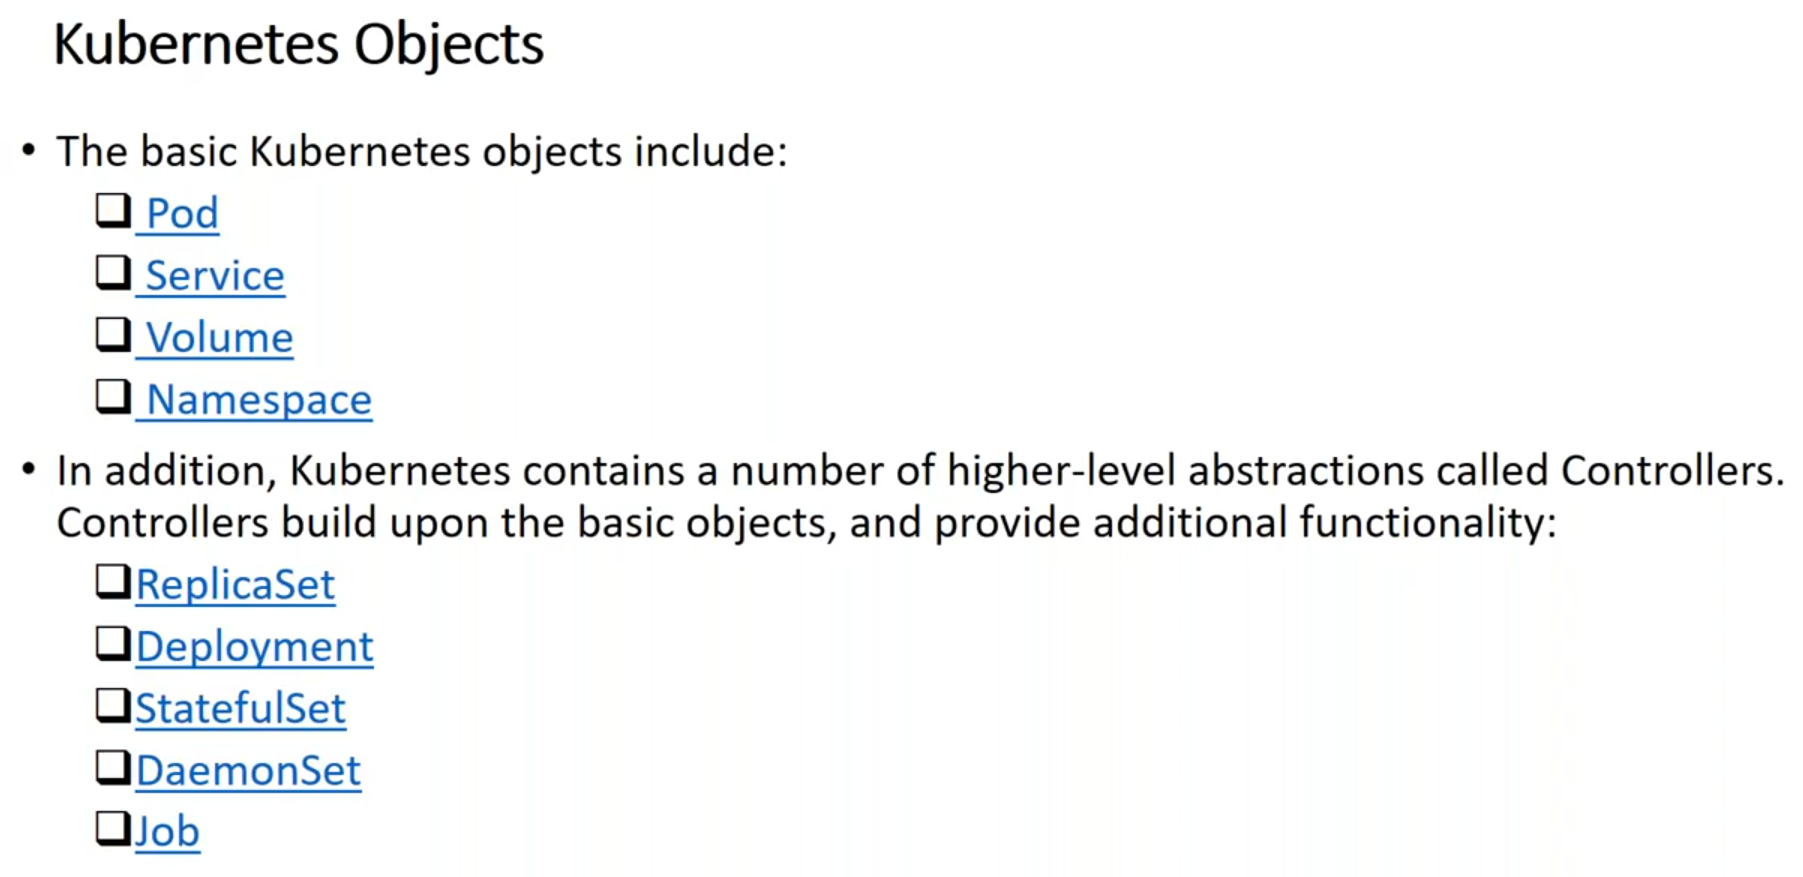 Kubernetes Objects
• The basic Kubernetes objects include:
❑ Pod
❑ Service
❑ Volume
❑ Namespace
• In addition, Kubernetes contains a number of higher-level abstractions called Controllers.
Controllers build upon the basic objects, and provide additional functionality:
❑ReplicaSet
❑Deployment
❑StatefulSet
❑DaemonSet
❑Job